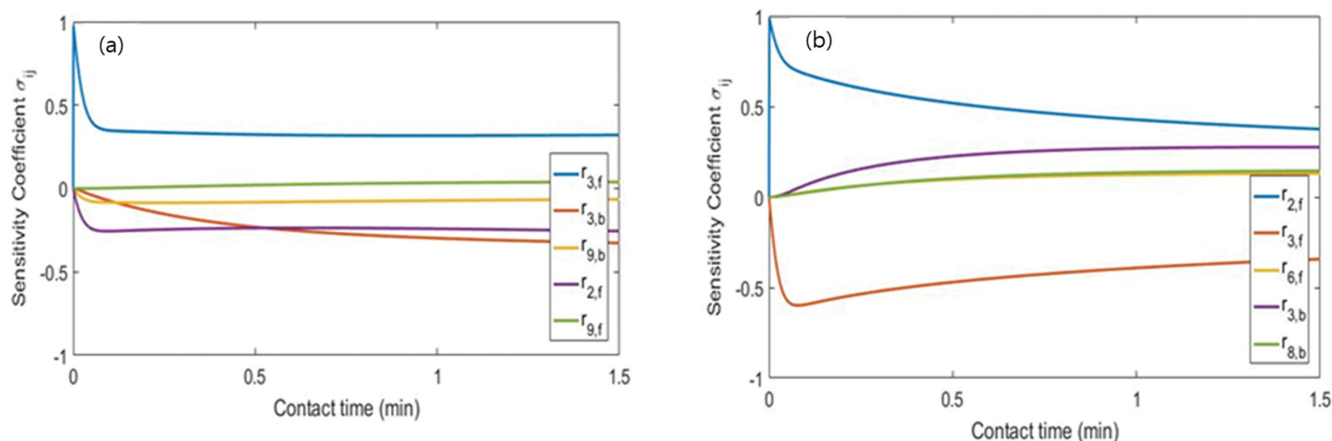 (a)
Sensitivity Coefficient σij
1
0.5
0
-0.5
-1
r3,f
r3,b
r9,b
r2,f
r9,f
0 0.5 1 1.5
Contact time (min)
(b)
Sensitivity Coefficient σij
1
0.5
0
-0.5
-1
r2,f
r3,f
r6,f
r3,b
r8,b
0 0.5 1 1.5
Contact time (min)